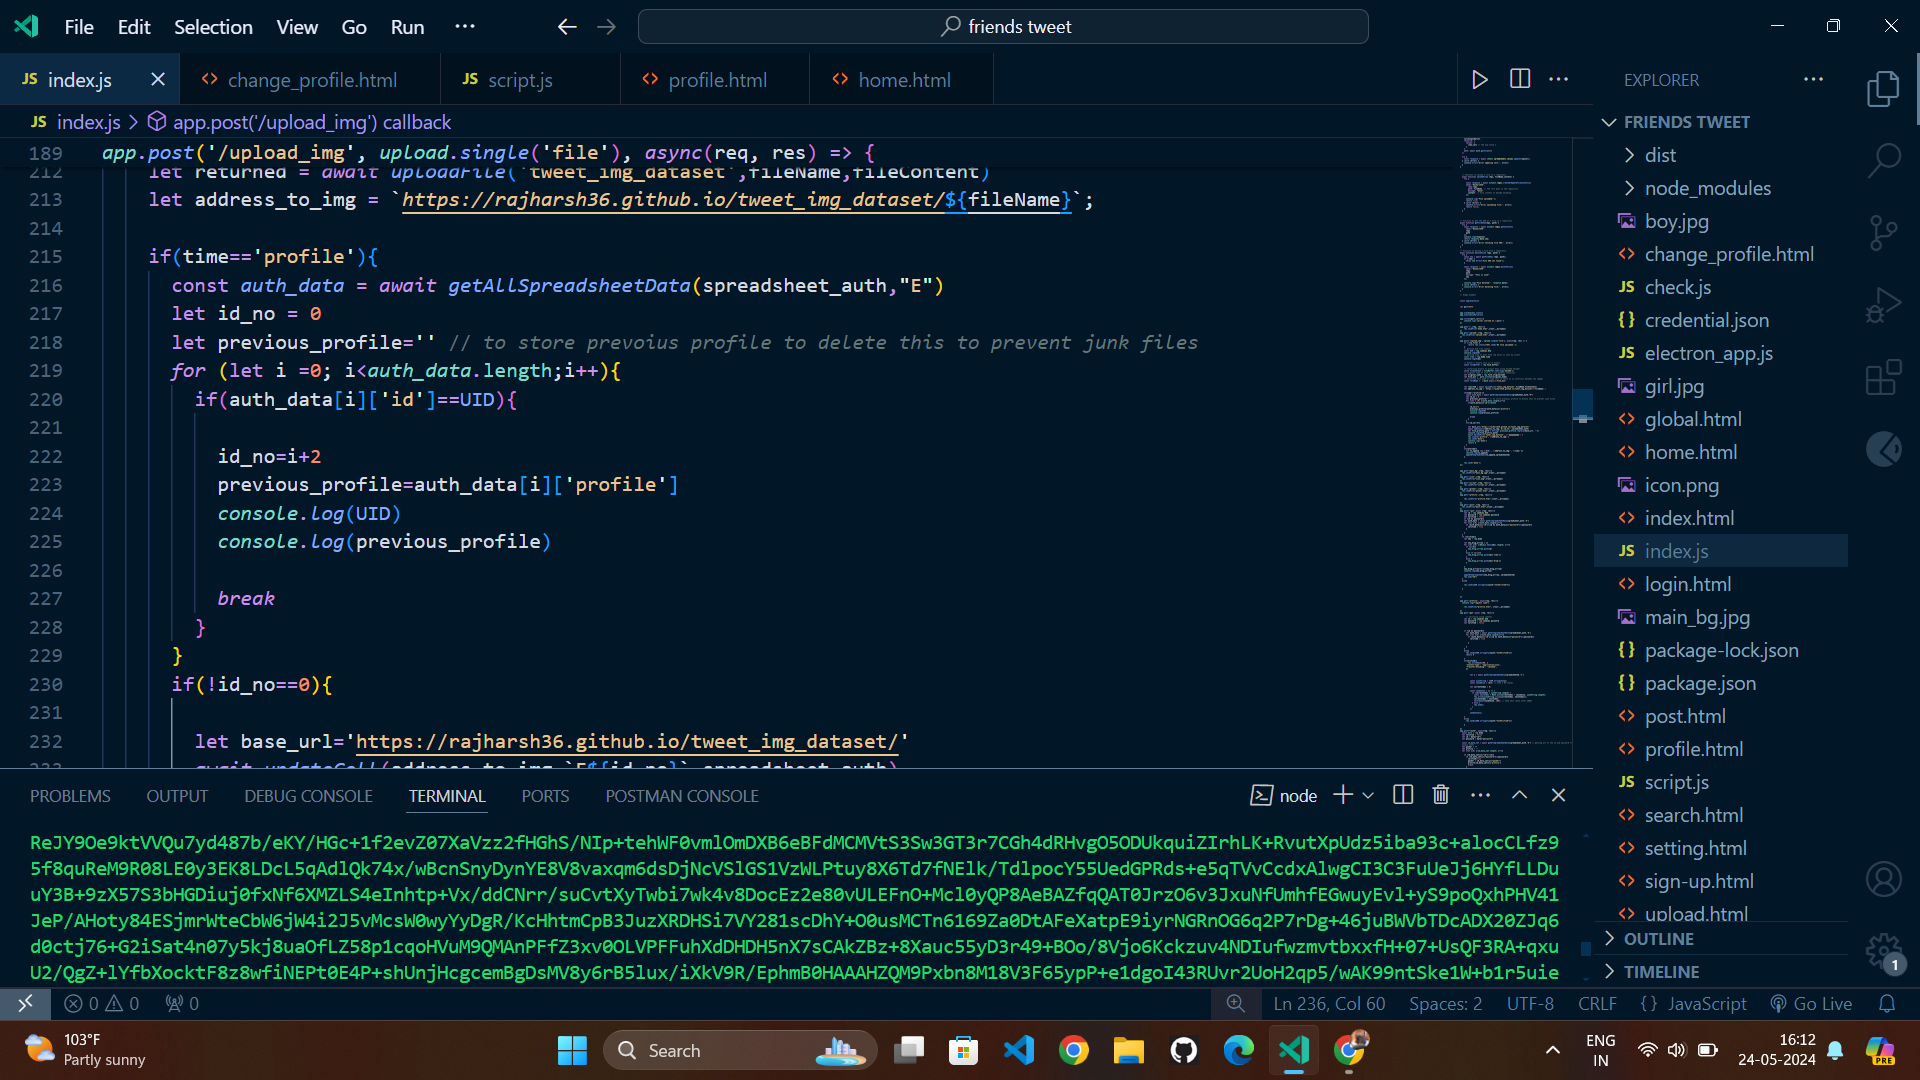 File Edit Selection View Go Run ··· friends tweet
JS index.js change_profile.html JS script.js profile.html home.html
JS index.js > app.post('/upload_img') callback
189 app.post('/upload_img', upload.single('file'), async(req, res) => {
212 let returned = await uploadFile('tweet_img_dataset',fileName,fileContent)
213 let address_to_img = `https://rajharsh36.github.io/tweet_img_dataset/${fileName}`;
214
215 if(time=='profile'){
216 const auth_data = await getAllSpreadsheetData(spreadsheet_auth,"E")
217 let id_no = 0
218 let previous_profile='' // to store prevoius profile to delete this to prevent junk files
219 for (let i =0; i<auth_data.length;i++){
220 if(auth_data[i]['id']==UID){
221
222 id_no=i+2
223 previous_profile=auth_data[i]['profile']
224 console.log(UID)
225 console.log(previous_profile)
226
227 break
228 }
229 }
230 if(!id_no==0){
231
232 let base_url='https://rajharsh36.github.io/tweet_img_dataset/'
233 await updateCell(address_to_img,`E${id_no}`,spreadsheet_auth)
PROBLEMS OUTPUT DEBUG CONSOLE TERMINAL PORTS POSTMAN CONSOLE node
ReJY9Oe9ktVVQu7yd487b/eKY/HGc+1f2evZ07XaVzz2fHGhS/NIp+tehWF0vmlOmDXB6eBFdMCMVtS3Sw3GT3r7CGh4dRHvgO5ODUkquiZIrhLK+RvutXpUdz5iba93c+alocCLfz9
5f8quReM9R08LE0y3EK8LDcL5qAdlQk74x/wBcnSnyDynYE8V8vaxqm6dsDjNcVSlGS1VzWLPtuy8X6Td7fNElk/TdlpocY55UedGPRds+e5qTVvCcdxAlwgCI3C3FuUeJj6HYfLLDu
uY3B+9zX57S3bHGDiuj0fxNf6XMZLS4eInhtp+Vx/ddCNrr/suCvtXyTwbi7wk4v8DocEz2e80vULEFnO+Mcl0yQP8AeBAZfqQAT0JrzO6v3JxuNfUmhfEGwuyEvl+yS9poQxhPHV41
JeP/AHoty84ESjmrWteCbW6jW4i2J5vMcsW0wyYyDgR/KcHhtmCpB3JuzXRDHSi7VY281scDhY+O0usMCTn6169Za0DtAFeXatpE9iyrNGRnOG6q2P7rDg+46juBWVbTDcADX20ZJq6
d0ctj76+G2iSat4n07y5kj8uaOfLZ58p1cqoHVuM9QMAnPFfZ3xv0OLVPFFuhXdDHDH5nX7sCAkZBz+8Xauc55yD3r49+BOo/8Vjo6Kckzuv4NDIufwzmvtbxxfH+07+UsQF3RA+qxu
U2/QgZ+lYfbXocktF8z8wfiNEPt0E4P+shUnjHcgcemBgDsMV8y6rB5lux/iXkV9R/EphmB0HAAAHZQM9Pxbn8M18V3F65ypP+e1dgoI43RUvr2UoH2qp5/wAK99ntSke1W+b1r5uie
EXPLORER ···
FRIENDS TWEET
dist
node_modules
boy.jpg
change_profile.html
JS check.js
{} credential.json
JS electron_app.js
girl.jpg
global.html
home.html
icon.png
index.html
JS index.js
login.html
main_bg.jpg
{} package-lock.json
{} package.json
post.html
profile.html
JS script.js
search.html
setting.html
sign-up.html
upload.html
OUTLINE
TIMELINE
1
0 0 0 Ln 236, Col 60 Spaces: 2 UTF-8 CRLF {} JavaScript Go Live
103°F
Partly sunny
Search
ENG
IN
16:12
24-05-2024
PRE